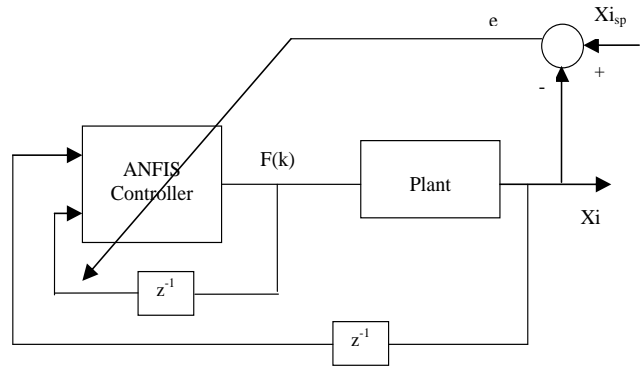 e
Xi_sp
+
-
ANFIS
Controller
F(k)
Plant
Xi
z^-1
z^-1